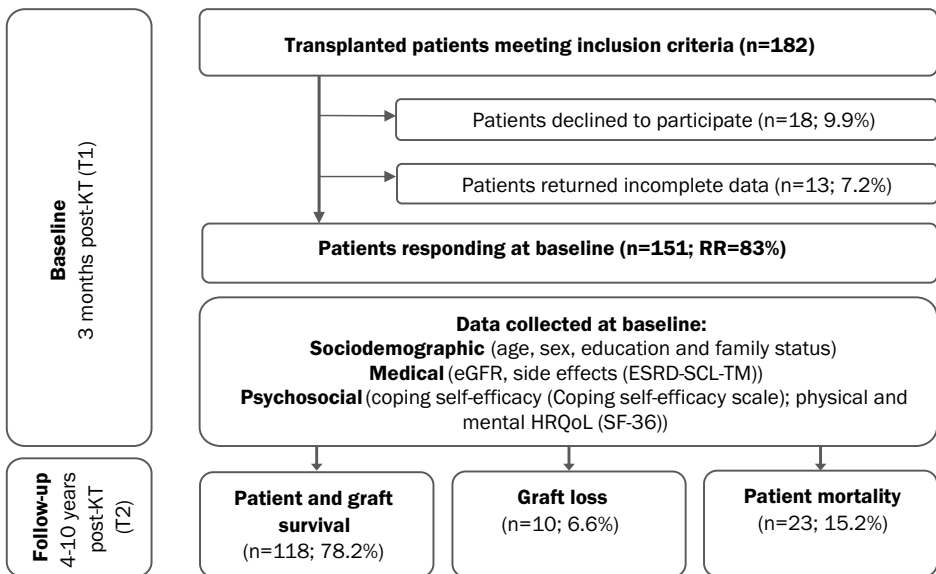 Baseline
3 months post-KT (T1)
Transplanted patients meeting inclusion criteria (n=182)
Patients declined to participate (n=18; 9.9%)
Patients returned incomplete data (n=13; 7.2%)
Patients responding at baseline (n=151; RR=83%)
Data collected at baseline:
Sociodemographic (age, sex, education and family status)
Medical (eGFR, side effects (ESRD-SCL-TM))
Psychosocial (coping self-efficacy (Coping self-efficacy scale); physical and
mental HRQoL (SF-36))
Follow-up
4-10 years
post-KT
(T2)
Patient and graft
survival
(n=118; 78.2%)
Graft loss
(n=10; 6.6%)
Patient mortality
(n=23; 15.2%)